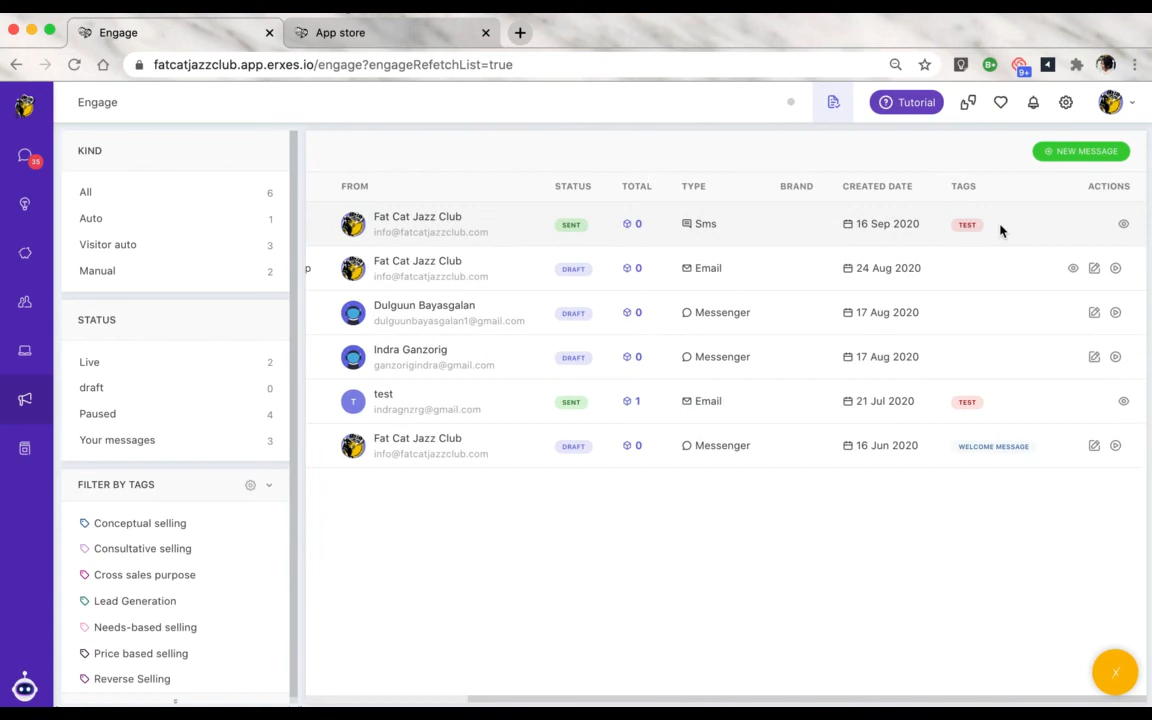 Engage
App store
fatcatjazzclub.app.erxes.io/engage?engageRefetchList=true
B+
9+
Engage
Tutorial
35
KIND
All 6
Auto 1
Visitor auto 3
Manual 2
STATUS
Live 2
draft 0
Paused 4
Your messages 3
FILTER BY TAGS
Conceptual selling
Consultative selling
Cross sales purpose
Lead Generation
Needs-based selling
Price based selling
Reverse Selling
NEW MESSAGE
FROM STATUS TOTAL TYPE BRAND CREATED DATE TAGS ACTIONS
Fat Cat Jazz Club
info@fatcatjazzclub.com
SENT 0 Sms 16 Sep 2020 TEST
p
Fat Cat Jazz Club
info@fatcatjazzclub.com
DRAFT 0 Email 24 Aug 2020
Dulguun Bayasgalan
dulguunbayasgalan1@gmail.com
DRAFT 0 Messenger 17 Aug 2020
Indra Ganzorig
ganzorigindra@gmail.com
DRAFT 0 Messenger 17 Aug 2020
T
test
indragnzrg@gmail.com
SENT 1 Email 21 Jul 2020 TEST
Fat Cat Jazz Club
info@fatcatjazzclub.com
DRAFT 0 Messenger 16 Jun 2020 WELCOME MESSAGE